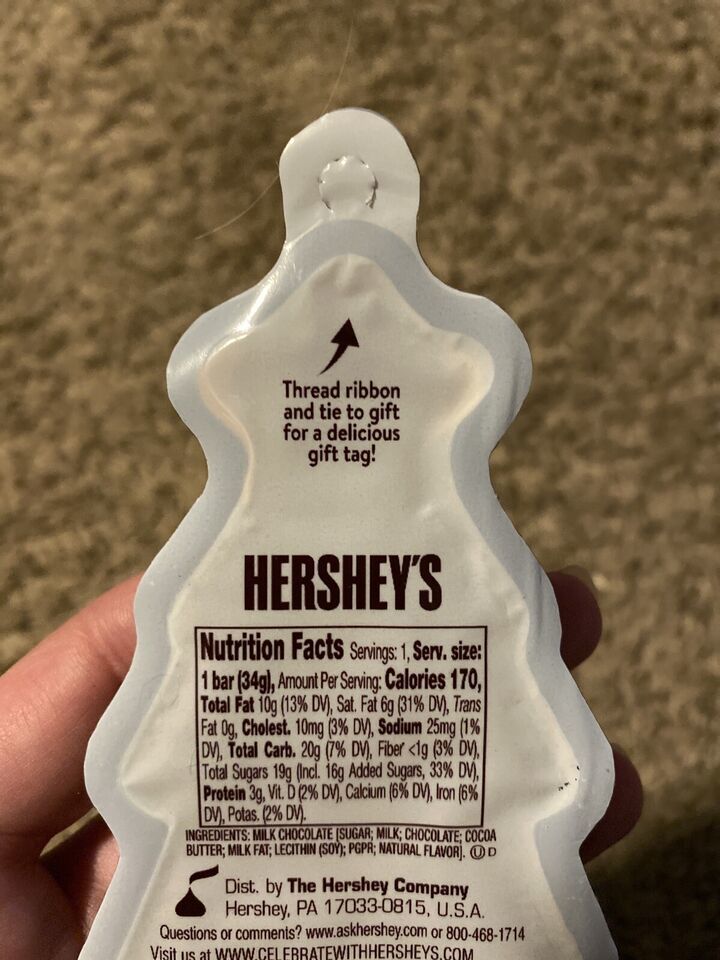 Thread ribbon
and tie to gift
for a delicious
gift tag!
HERSHEY'S
Nutrition Facts Servings: 1, Serv. size:
1 bar (34g), Amount Per Serving: Calories 170,
Total Fat 10g (13% DV), Sat. Fat 6g (31% DV), Trans
Fat 0g, Cholest. 10mg (3% DV), Sodium 25mg (1%
DV), Total Carb. 20g (7% DV), Fiber <1g (3% DV),
Total Sugars 19g (Incl. 16g Added Sugars, 33% DV),
Protein 3g, Vit. D (2% DV), Calcium (6% DV), Iron (6%
DV), Potas. (2% DV).
INGREDIENTS: MILK CHOCOLATE [SUGAR; MILK; CHOCOLATE; COCOA
BUTTER; MILK FAT; LECITHIN (SOY); PGPR; NATURAL FLAVOR]. Ⓤ D
Dist. by The Hershey Company
Hershey, PA 17033-0815, U.S.A.
Questions or comments? www.askhershey.com or 800-468-1714
Visit us at WWW.CELEBRATEWITHHERSHEYS.COM